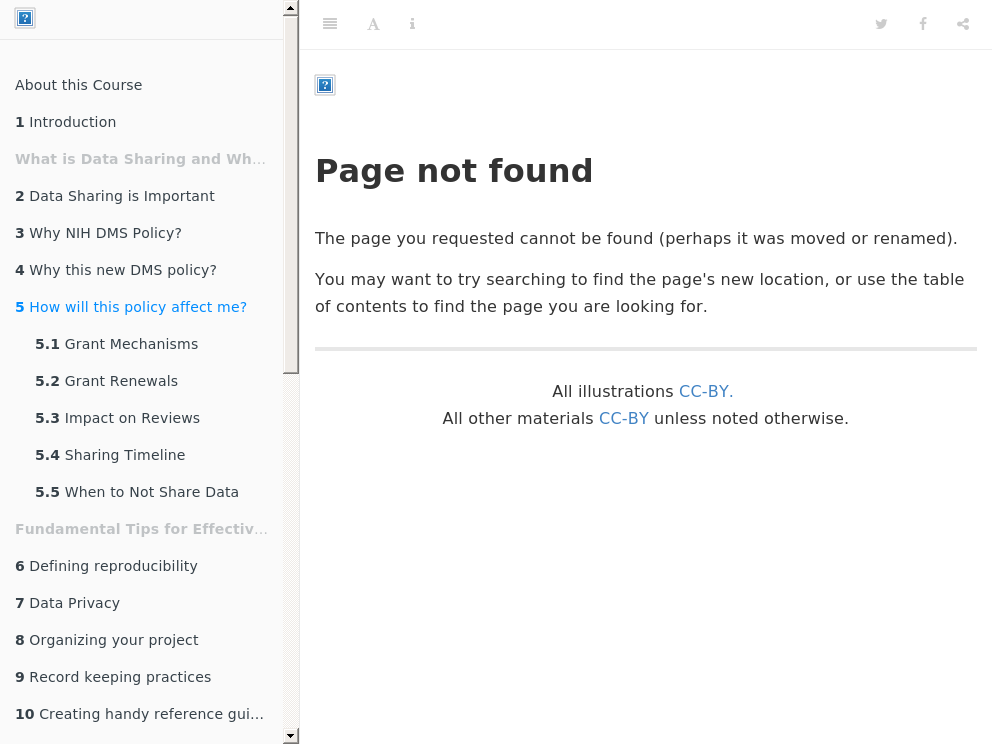 About this Course
1 Introduction
What is Data Sharing and Wh...
2 Data Sharing is Important
3 Why NIH DMS Policy?
4 Why this new DMS policy?
5 How will this policy affect me?
5.1 Grant Mechanisms
5.2 Grant Renewals
5.3 Impact on Reviews
5.4 Sharing Timeline
5.5 When to Not Share Data
Fundamental Tips for Effectiv...
6 Defining reproducibility
7 Data Privacy
8 Organizing your project
9 Record keeping practices
10 Creating handy reference gui...
Page not found
The page you requested cannot be found (perhaps it was moved or renamed).
You may want to try searching to find the page's new location, or use the table
of contents to find the page you are looking for.
All illustrations CC-BY.
All other materials CC-BY unless noted otherwise.